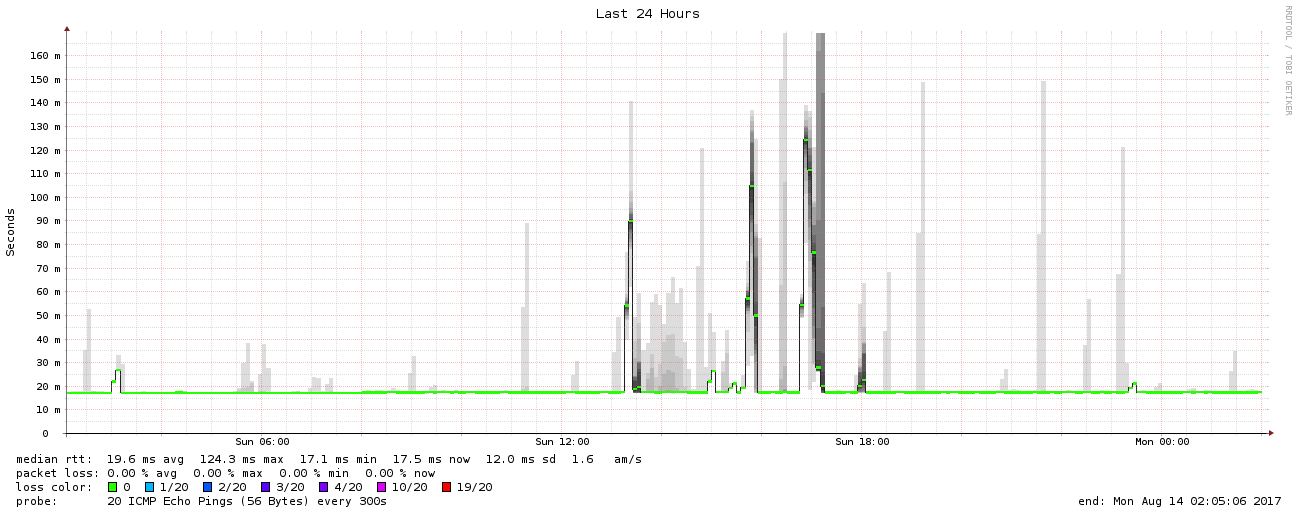 Last 24 Hours
RRDTOOL / TOBI OETIKER
Seconds
160 m
150 m
140 m
130 m
120 m
110 m
100 m
90 m
80 m
70 m
60 m
50 m
40 m
30 m
20 m
10 m
0
Sun 06:00 Sun 12:00 Sun 18:00 Mon 00:00
median rtt: 19.6 ms avg 124.3 ms max 17.1 ms min 17.5 ms now 12.0 ms sd 1.6 am/s
packet loss: 0.00 % avg 0.00 % max 0.00 % min 0.00 % now
loss color: 0 1/20 2/20 3/20 4/20 10/20 19/20
probe: 20 ICMP Echo Pings (56 Bytes) every 300s end: Mon Aug 14 02:05:06 2017